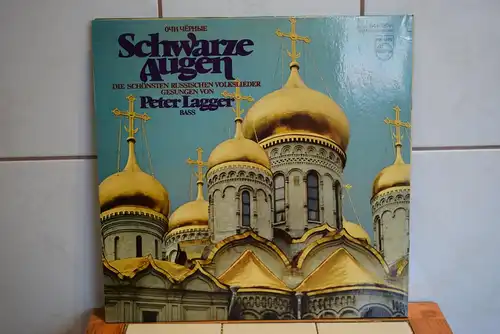 ОЧИ ЧЁРНЫЕ
Schwarze
Augen
DIE SCHÖNSTEN RUSSISCHEN VOLKSLIEDER
GESUNGEN VON
Peter Lagger
BASS